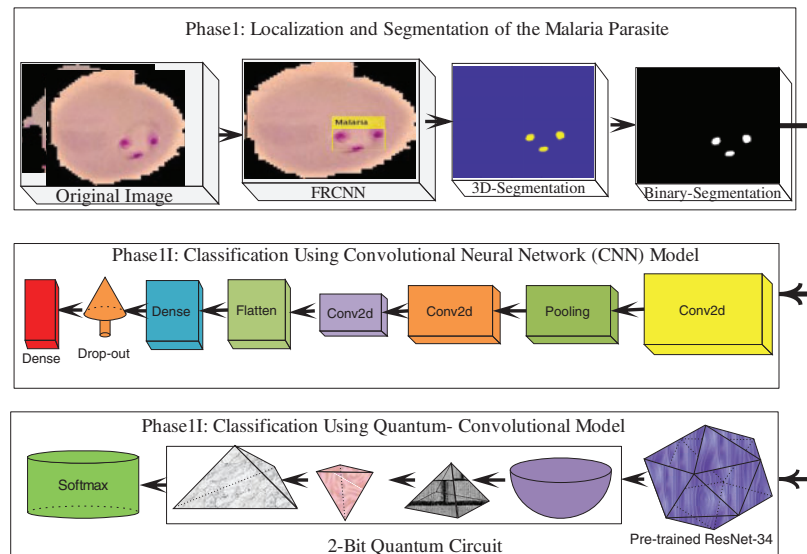 Phase1: Localization and Segmentation of the Malaria Parasite
Malaria
Original Image
FRCNN
3D-Segmentation
Binary-Segmentation
Phase1I: Classification Using Convolutional Neural Network (CNN) Model
Dense
Drop-out
Dense
Flatten
Conv2d
Conv2d
Pooling
Conv2d
Phase1I: Classification Using Quantum- Convolutional Model
Softmax
2-Bit Quantum Circuit
Pre-trained ResNet-34